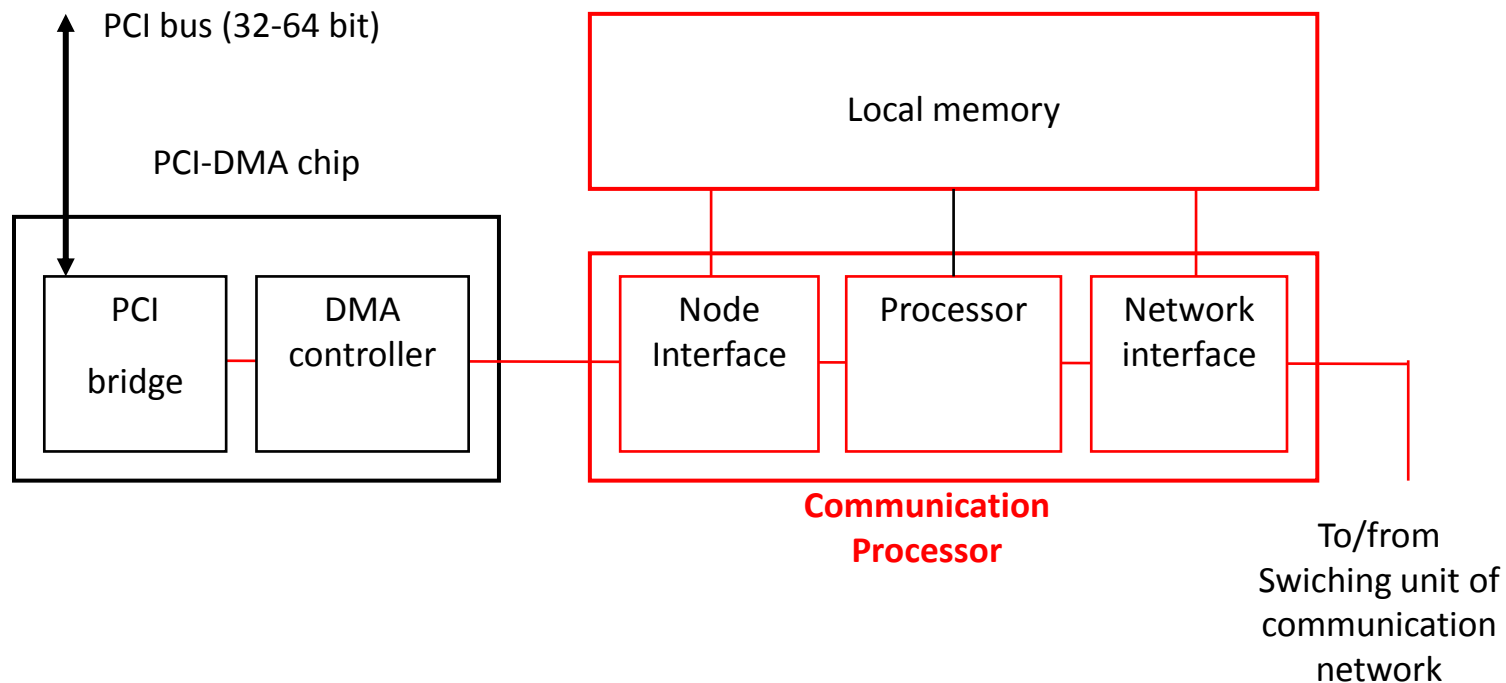 PCI bus (32-64 bit)
Local memory
PCI-DMA chip
PCI
bridge
DMA
controller
Node
Interface
Processor
Network
interface
Communication
Processor
To/from
Swiching unit of
communication
network